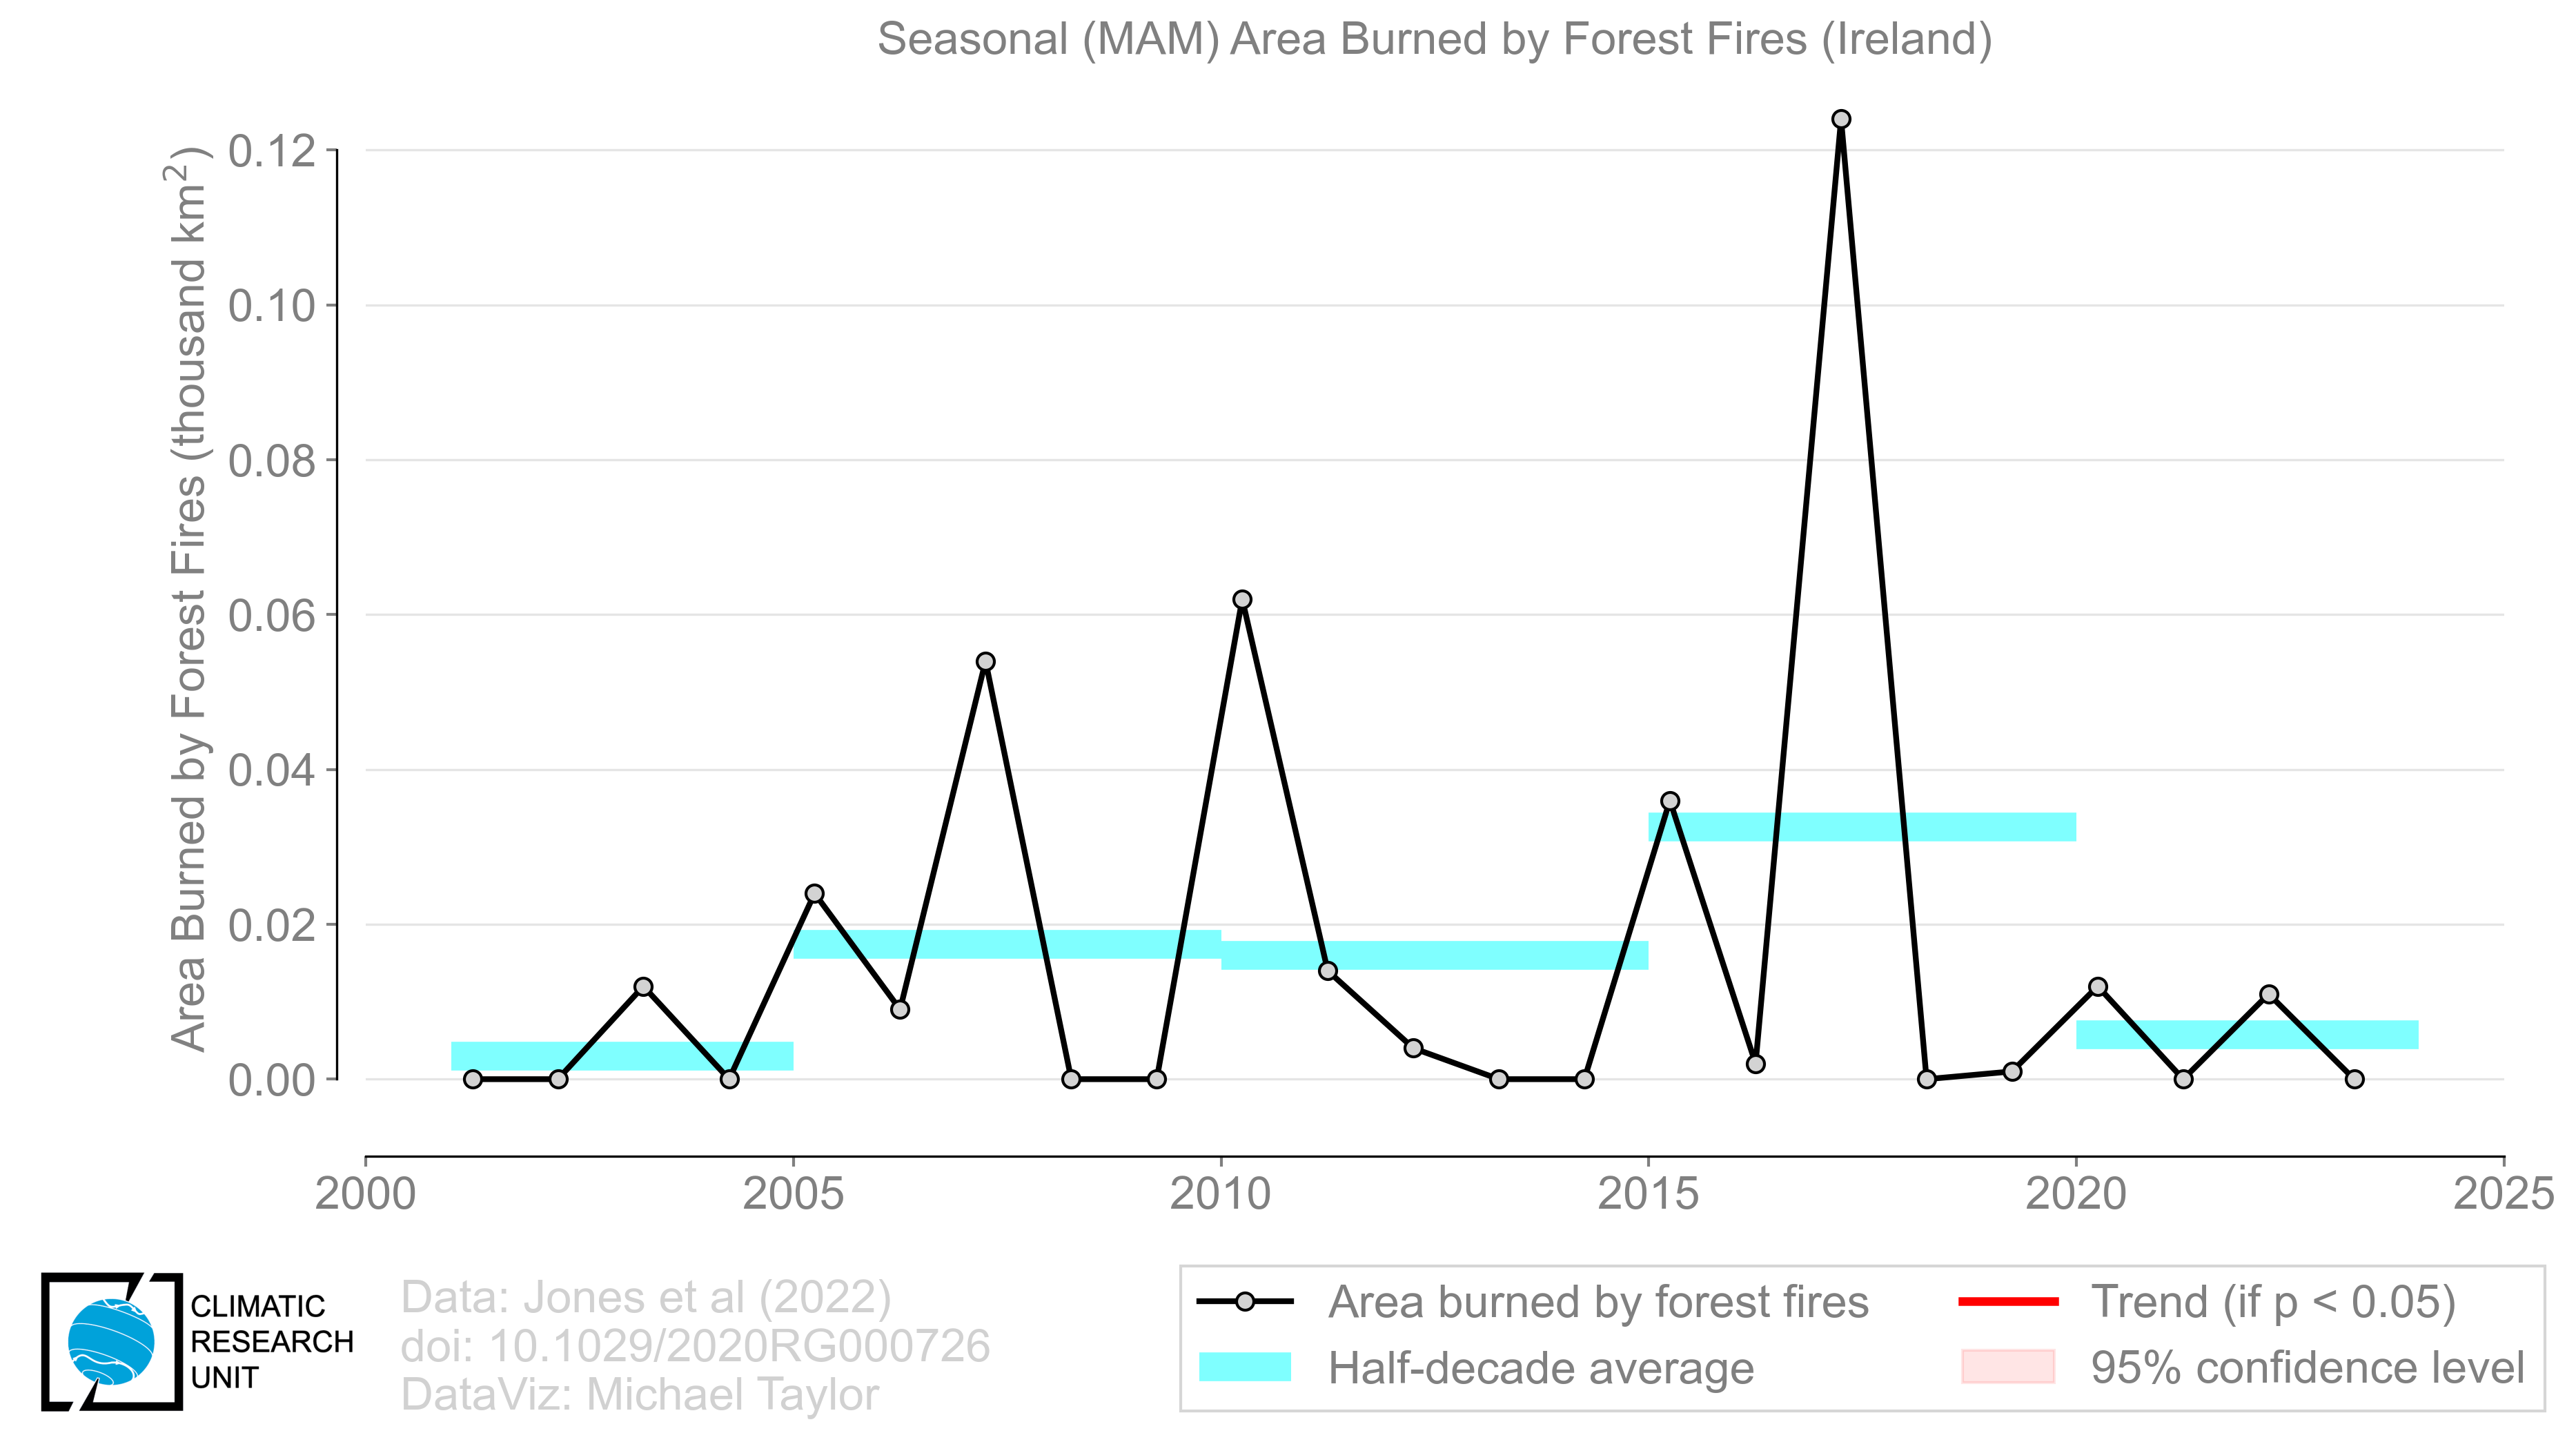 Seasonal (MAM) Area Burned by Forest Fires (Ireland)
Area Burned by Forest Fires (thousand km²)
0.12
0.10
0.08
0.06
0.04
0.02
0.00
2000 2005 2010 2015 2020 2025
CLIMATIC
RESEARCH
UNIT
Data: Jones et al (2022)
doi: 10.1029/2020RG000726
DataViz: Michael Taylor
Area burned by forest fires
Half-decade average
Trend (if p < 0.05)
95% confidence level